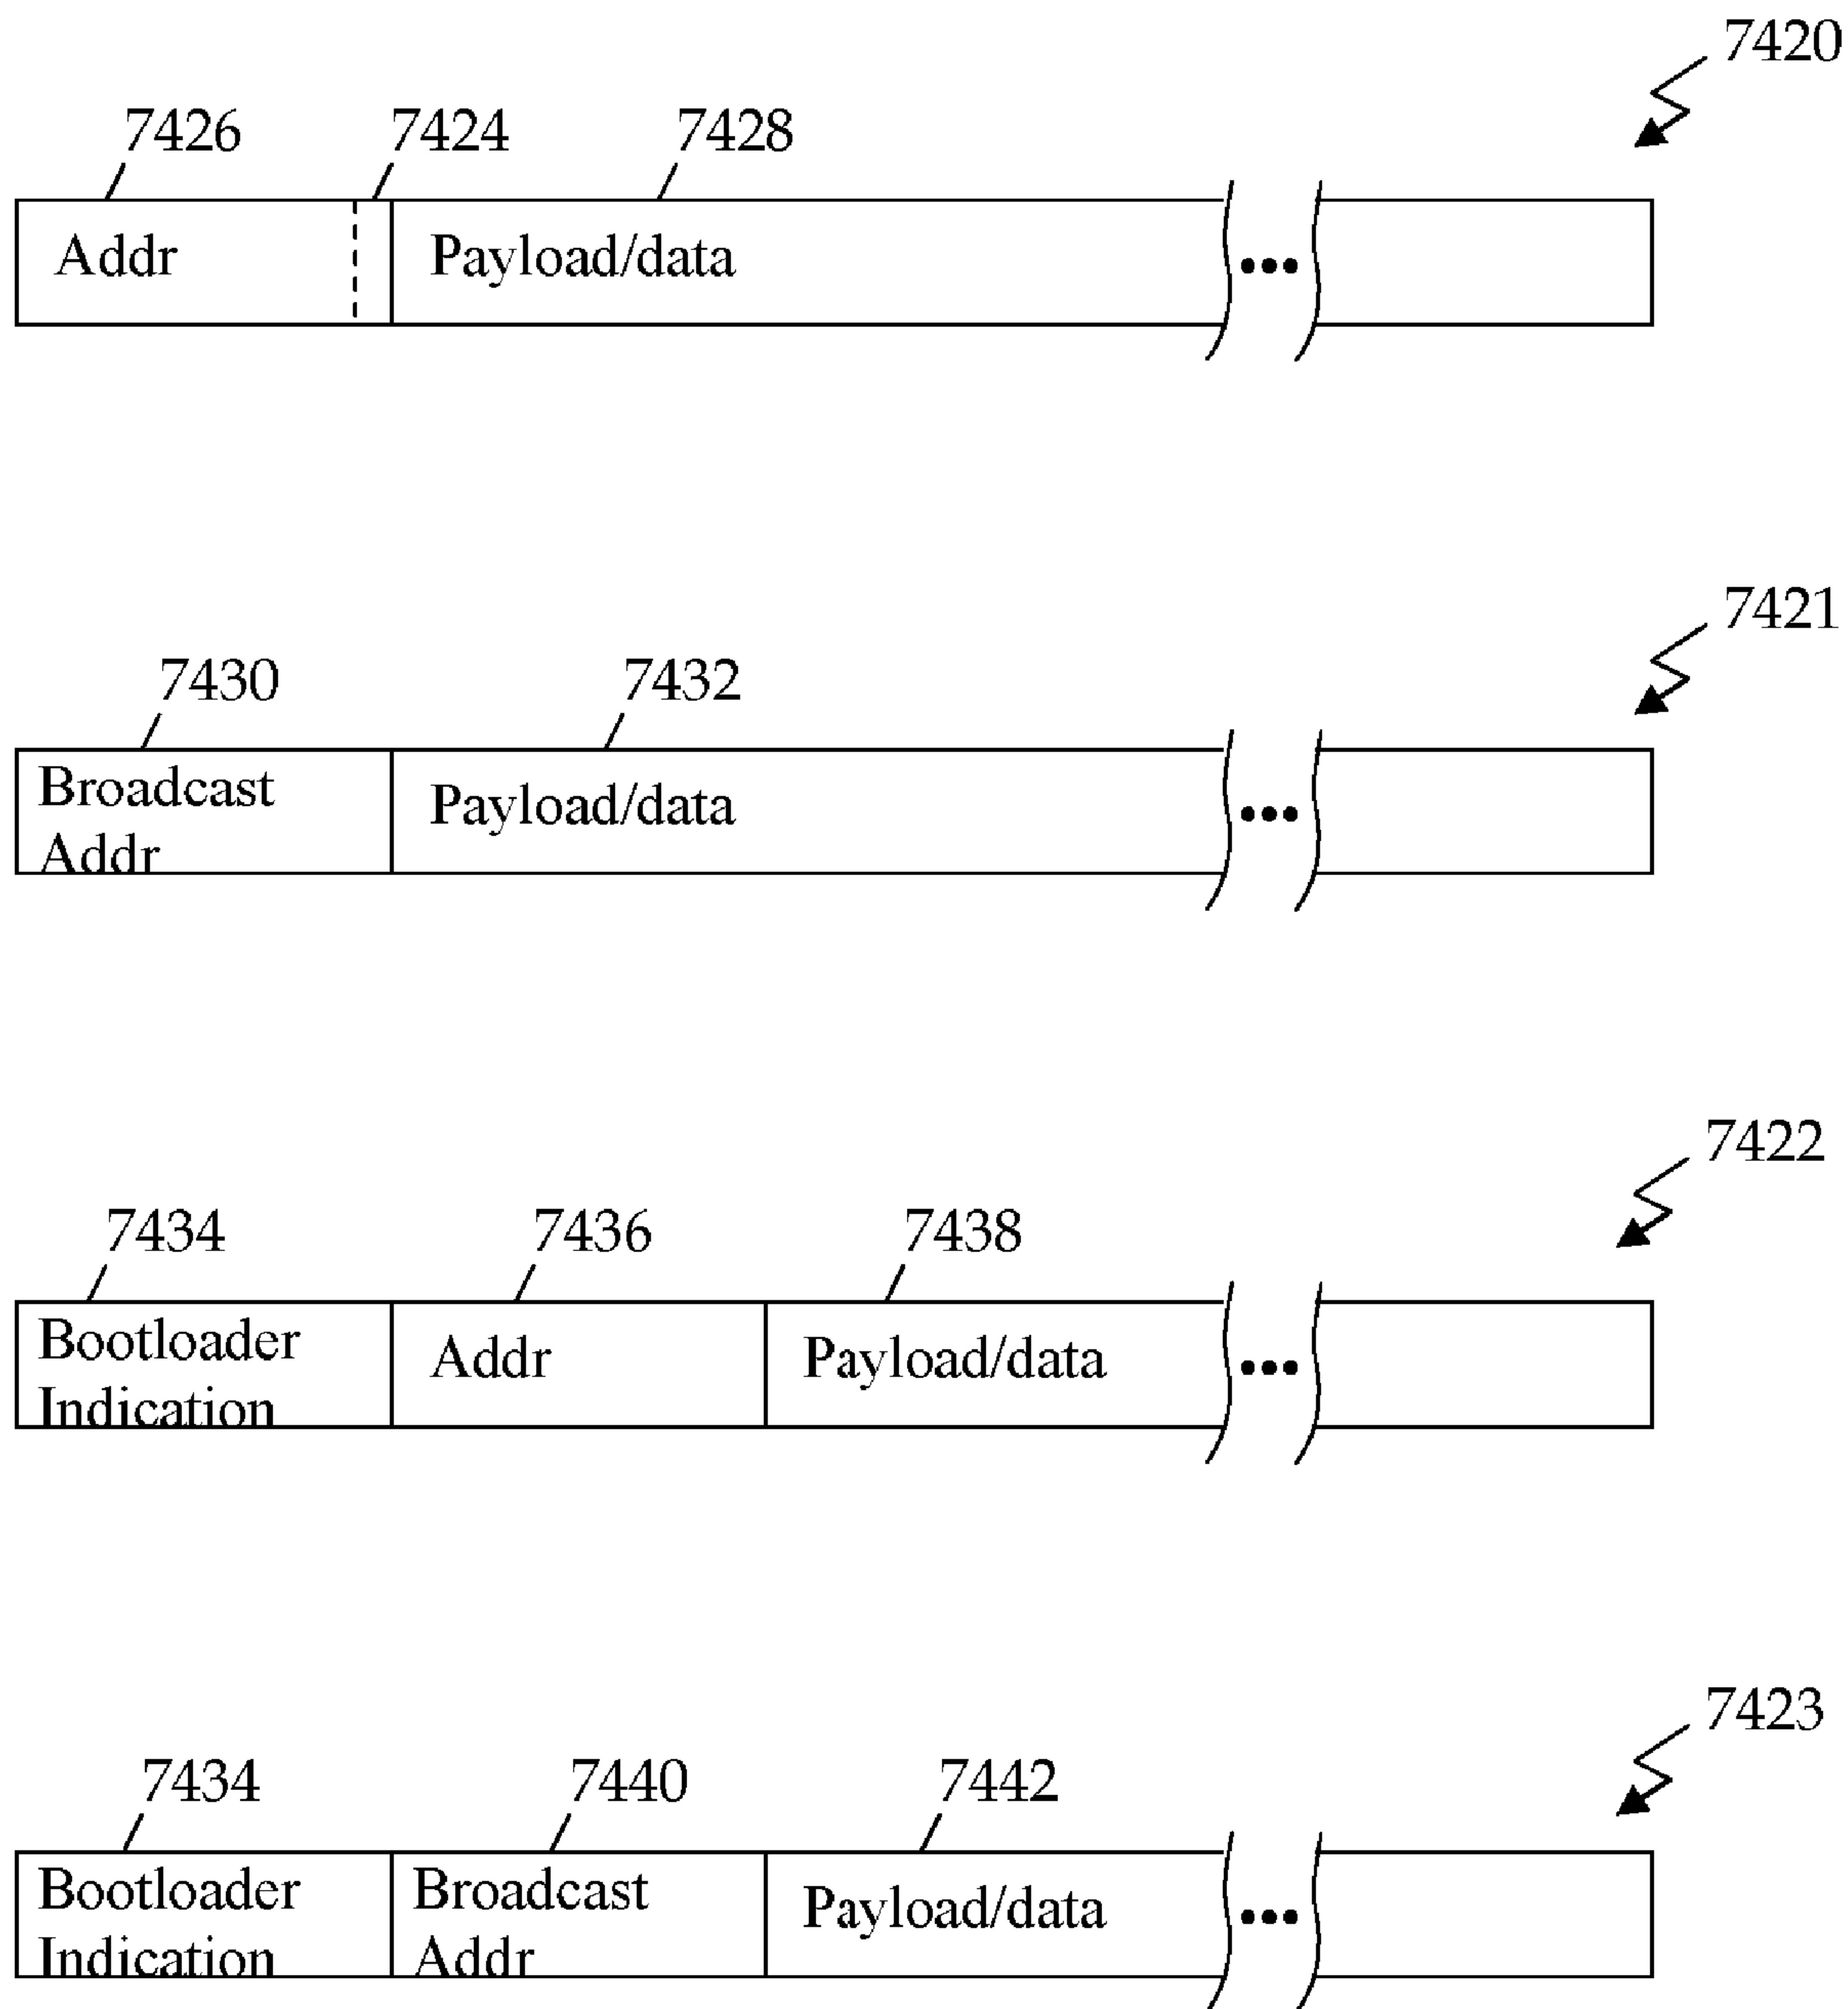 7420
7426 7424 7428
Addr Payload/data
7421
7430 7432
Broadcast
Addr
Payload/data
7422
7434 7436 7438
Bootloader
Indication
Addr
Payload/data
7423
7434 7440 7442
Bootloader
Indication
Broadcast
Addr
Payload/data